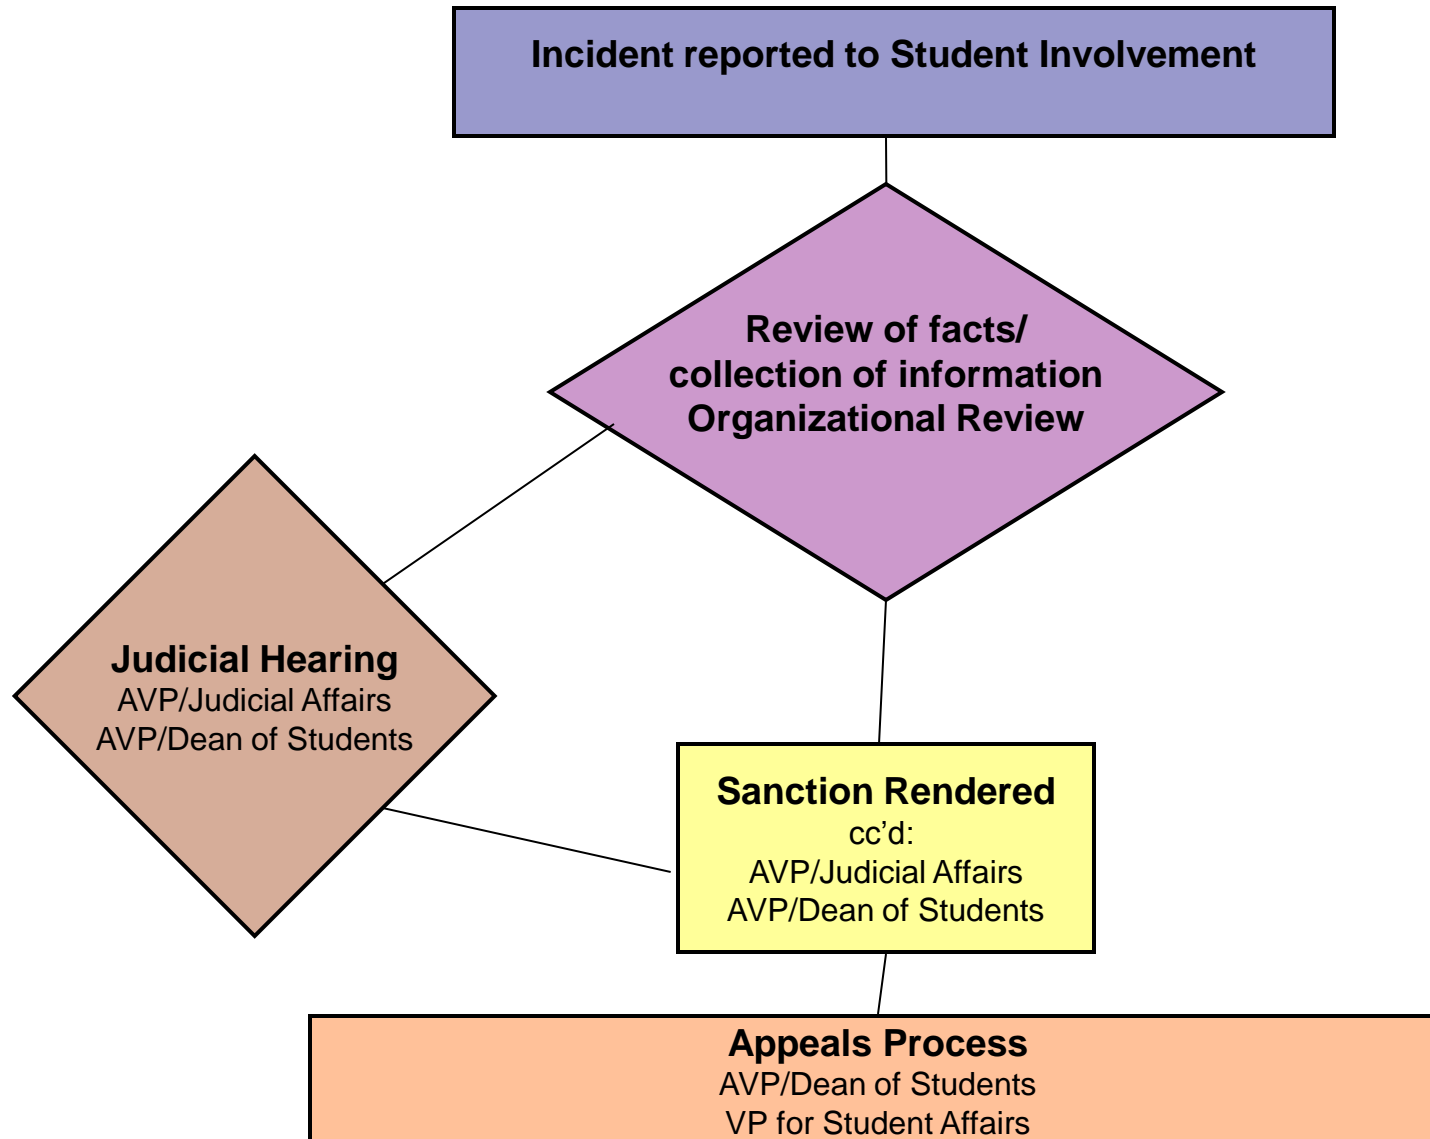 Incident reported to Student Involvement
Review of facts/
collection of information
Organizational Review
Judicial Hearing
AVP/Judicial Affairs
AVP/Dean of Students
Sanction Rendered
cc’d:
AVP/Judicial Affairs
AVP/Dean of Students
Appeals Process
AVP/Dean of Students
VP for Student Affairs